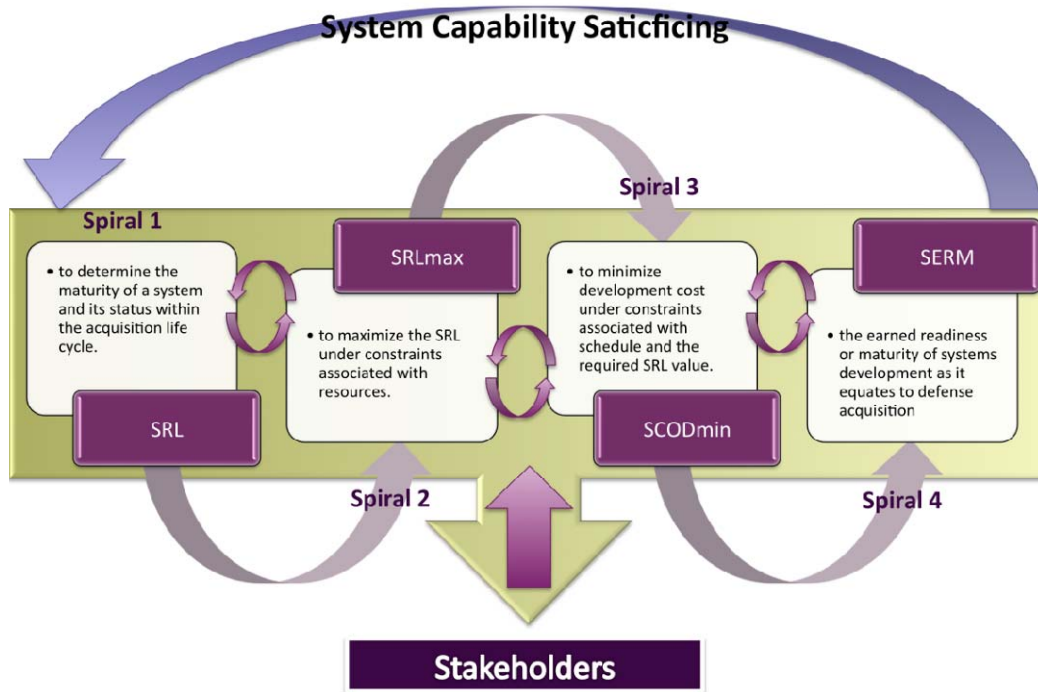 System Capability Saticficing
Spiral 1
• to determine the
maturity of a system
and its status within
the acquisition life
cycle.
SRL
Spiral 2
SRLmax
• to maximize the SRL
under constraints
associated with
resources.
Spiral 3
• to minimize
development cost
under constraints
associated with
schedule and the
required SRL value.
SCODmin
Spiral 4
SERM
• the earned readiness
or maturity of systems
development as it
equates to defense
acquisition
Stakeholders